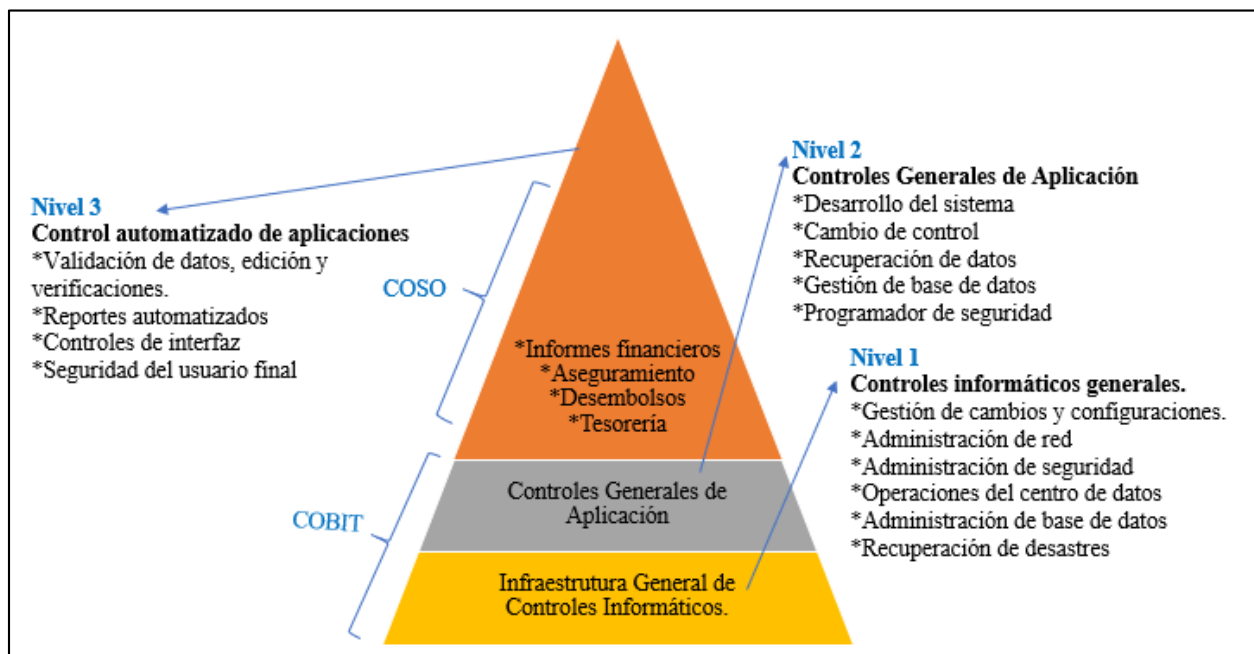 Nivel 3
Control automatizado de aplicaciones
*Validación de datos, edición y
verificaciones.
*Reportes automatizados
*Controles de interfaz
*Seguridad del usuario final
COSO
COBIT
*Informes financieros
*Aseguramiento
*Desembolsos
*Tesorería
Controles Generales de
Aplicación
Infraestrutura General de
Controles Informáticos.
Nivel 2
Controles Generales de Aplicación
*Desarrollo del sistema
*Cambio de control
*Recuperación de datos
*Gestión de base de datos
*Programador de seguridad
Nivel 1
Controles informáticos generales.
*Gestión de cambios y configuraciones.
*Administración de red
*Administración de seguridad
*Operaciones del centro de datos
*Administración de base de datos
*Recuperación de desastres